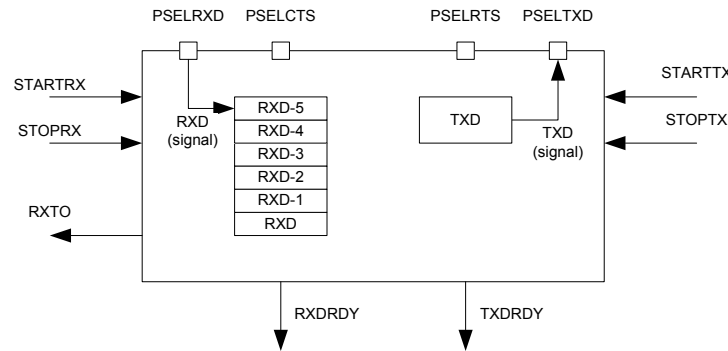 PSELRXD PSELCTS PSELRTS PSELTXD
STARTRX
STOPRX
RXTO
RXD
(signal)
RXD-5
RXD-4
RXD-3
RXD-2
RXD-1
RXD
TXD
TXD
(signal)
STARTTX
STOPTX
RXDRDY
TXDRDY